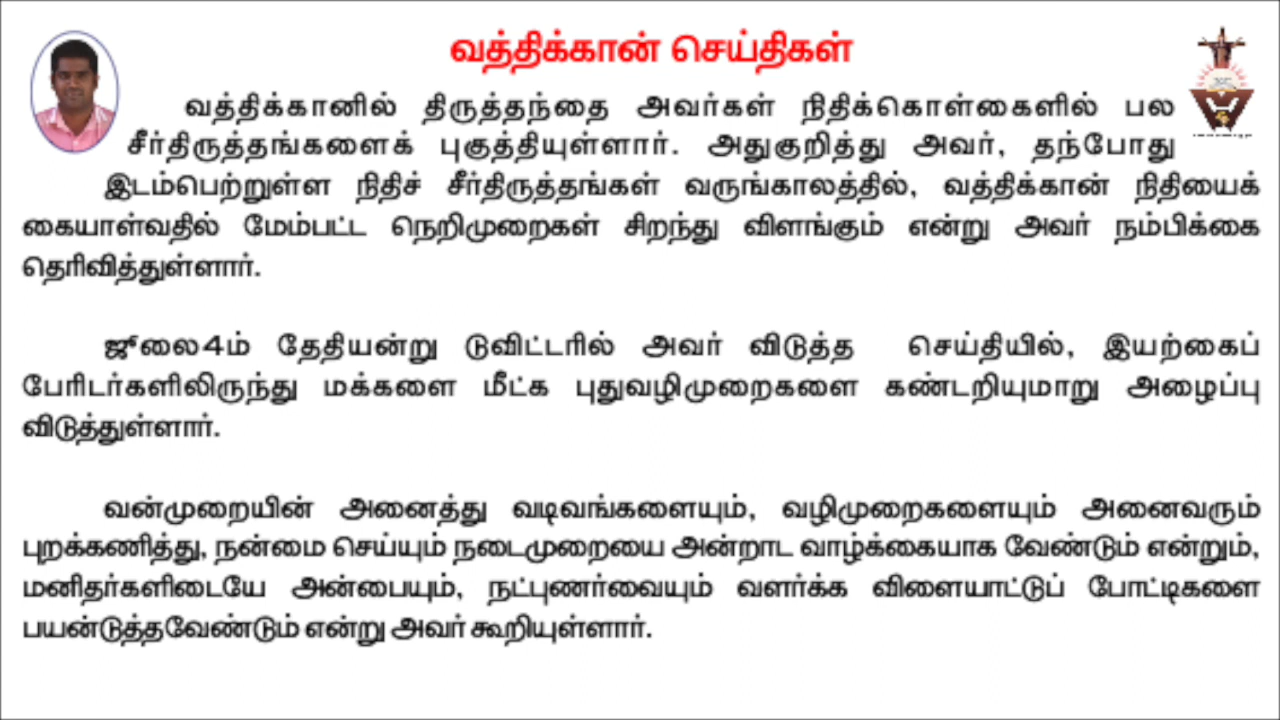 வத்திக்கான் செய்திகள்
வத்திக்கானில் திருத்தந்தை அவர்கள் நிதிக்கொள்கைகளில் பல
சீர்திருத்தங்களைக் புகுத்தியுள்ளார். அதுகுறித்து அவர், தந்போது
இடம்பெற்றுள்ள நிதிச் சீர்திருத்தங்கள் வருங்காலத்தில், வத்திக்கான் நிதியைக்
கையாள்வதில் மேம்பட்ட நெறிமுறைகள் சிறந்து விளங்கும் என்று அவர் நம்பிக்கை
தெரிவித்துள்ளார்.
ஜூலை4ம் தேதியன்று டுவிட்டரில் அவர் விடுத்த செய்தியில், இயற்கைப்
பேரிடர்களிலிருந்து மக்களை மீட்க புதுவழிமுறைகளை கண்டறியுமாறு அழைப்பு
விடுத்துள்ளார்.
வன்முறையின் அனைத்து வடிவங்களையும், வழிமுறைகளையும் அனைவரும்
புறக்கணித்து, நன்மை செய்யும் நடைமுறையை அன்றாட வாழ்க்கையாக வேண்டும் என்றும்,
மனிதர்களிடையே அன்பையும், நட்புணர்வையும் வளர்க்க விளையாட்டுப் போட்டிகளை
பயன்டுத்தவேண்டும் என்று அவர் கூறியுள்ளார்.